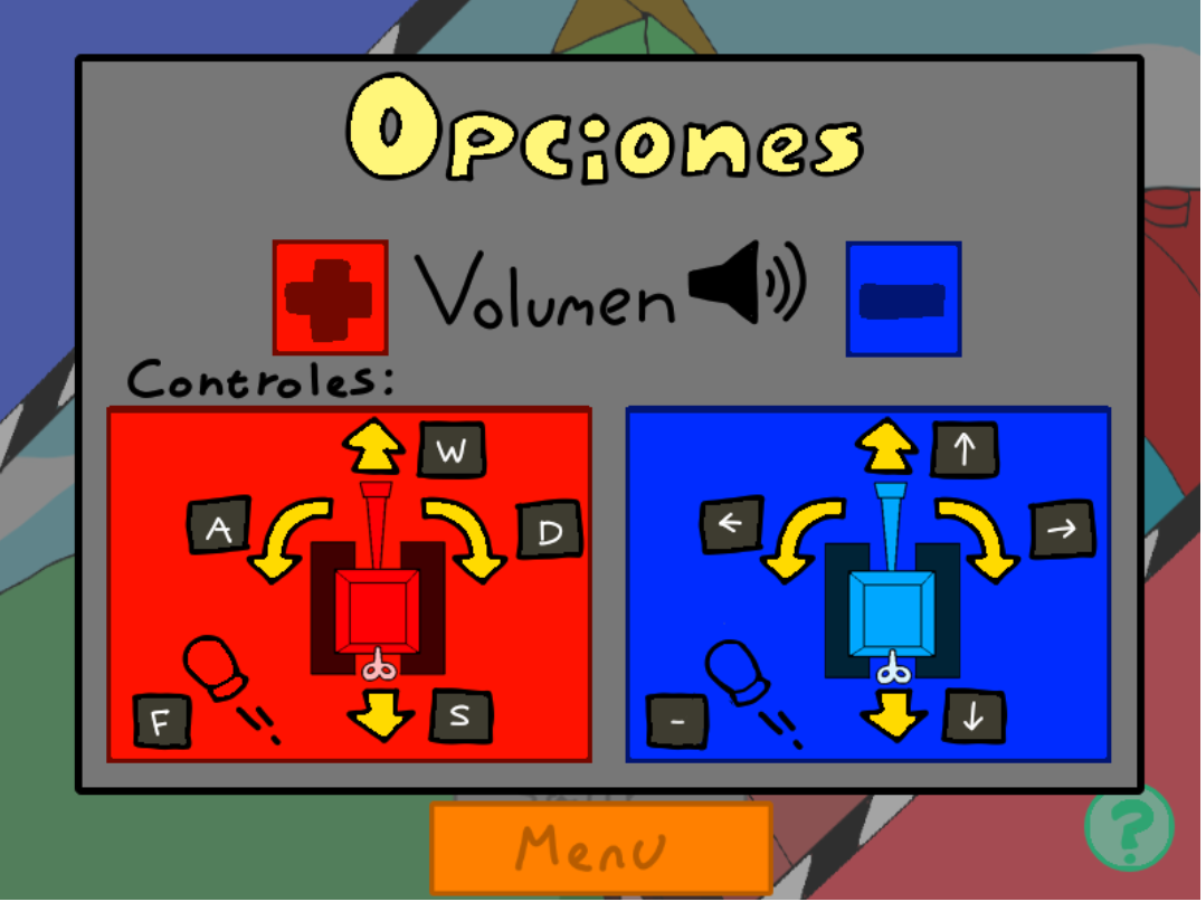 Opciones
Volumen
Controles:
W
A
D
F
S
↑
←
→
-
↓
Menu
?